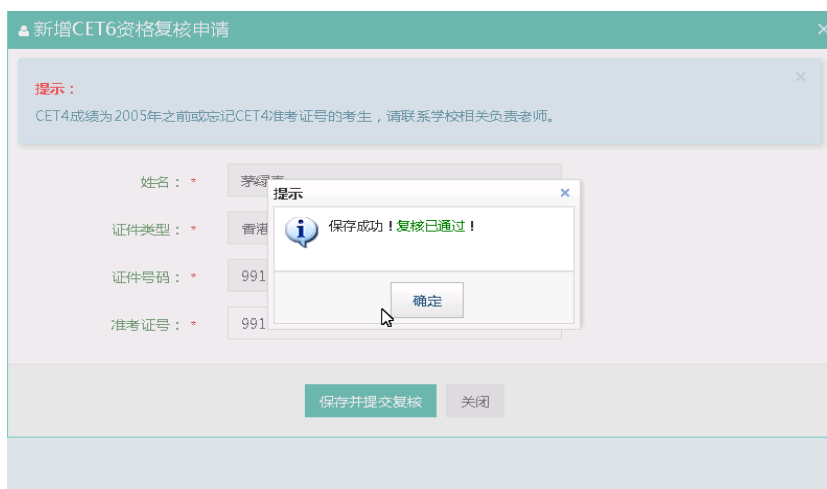 新增CET6资格复核申请
提示：
CET4成绩为2005年之前或忘记CET4准考证号的考生，请联系学校相关负责老师。
姓名： *
提示
保存成功！复核已通过！
证件类型： * 香港
证件号码： * 991
确定
准考证号： * 991
保存并提交复核 关闭